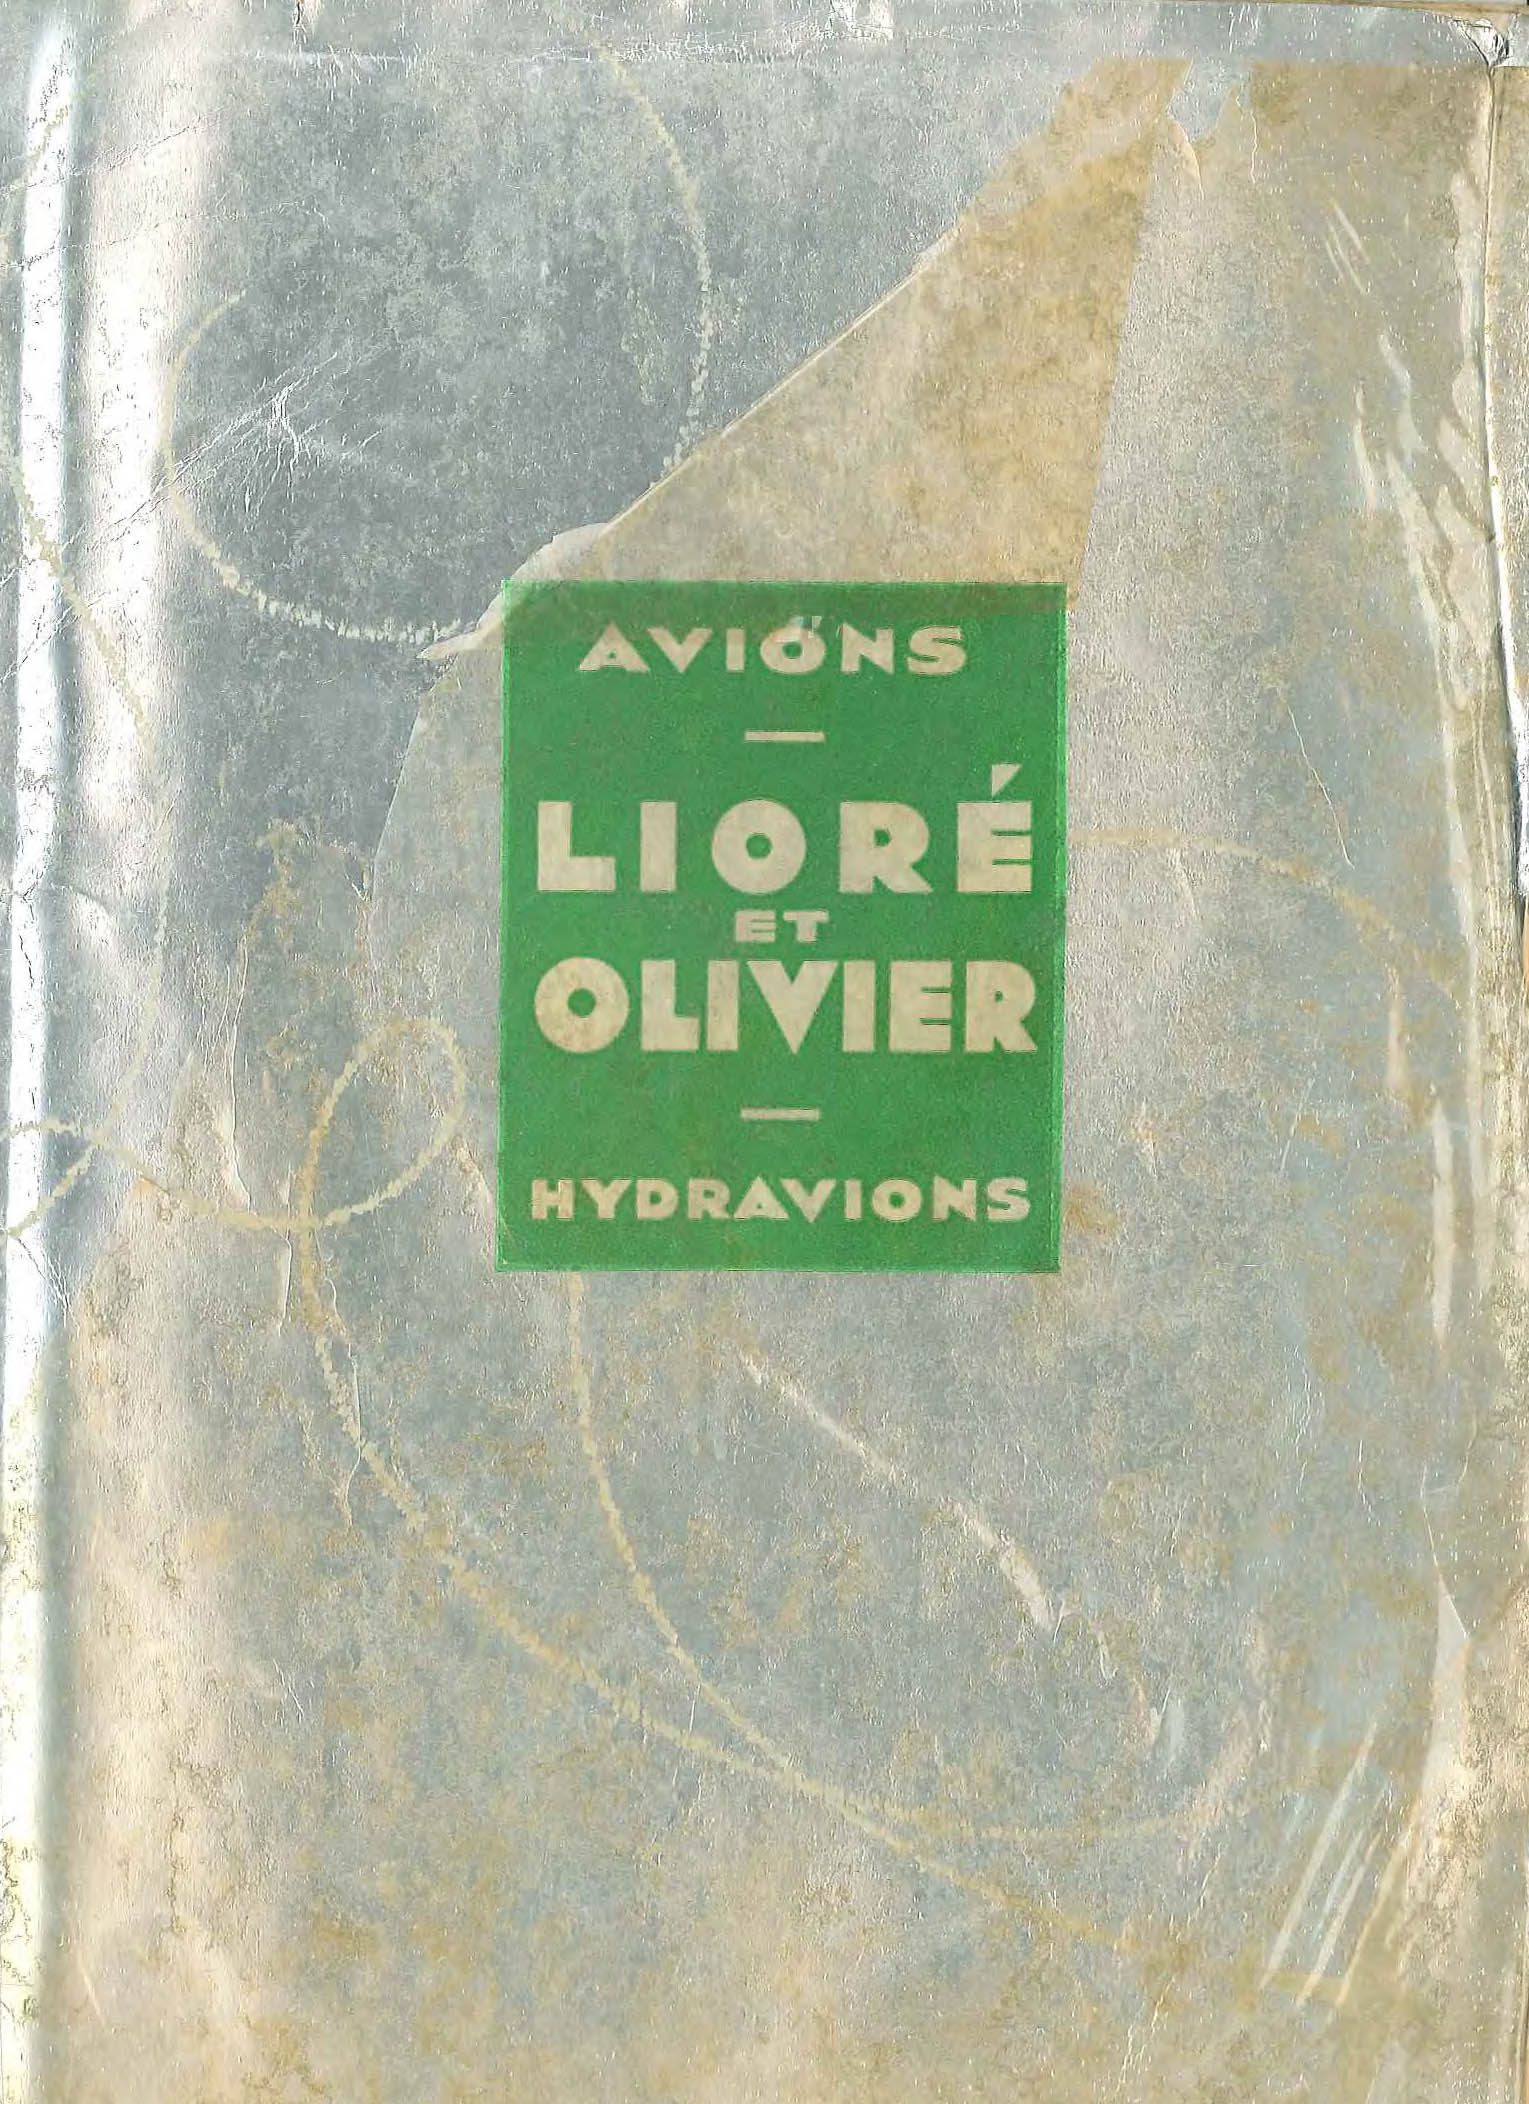 AVIONS
—
LIORÉ
ET
OLIVIER
—
HYDRAVIONS